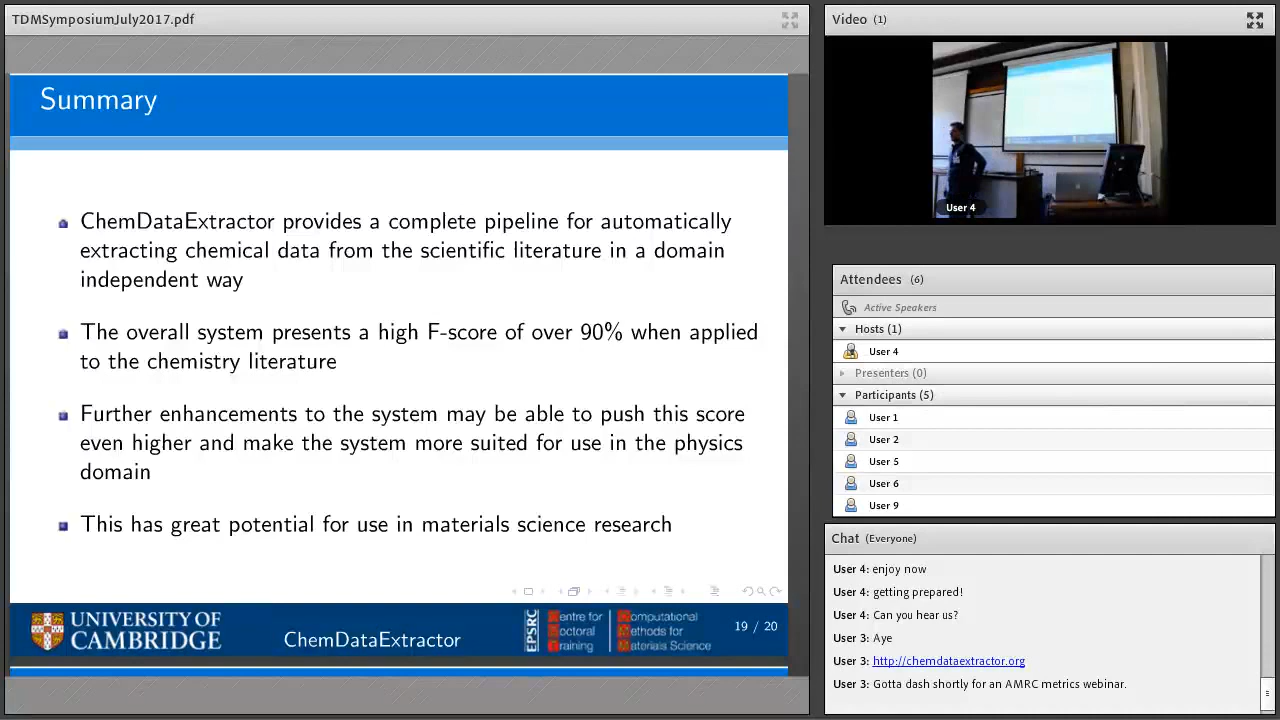 TDMSymposiumJuly2017.pdf
Summary
ChemDataExtractor provides a complete pipeline for automatically
extracting chemical data from the scientific literature in a domain
independent way
The overall system presents a high F-score of over 90% when applied
to the chemistry literature
Further enhancements to the system may be able to push this score
even higher and make the system more suited for use in the physics
domain
This has great potential for use in materials science research
UNIVERSITY OF
CAMBRIDGE
ChemDataExtractor
EPSRC
Centre for
Doctoral
Training
Computational
Methods for
Materials Science
19 / 20
Video (1)
User 4
Attendees (6)
Active Speakers
Hosts (1)
User 4
Presenters (0)
Participants (5)
User 1
User 2
User 5
User 6
User 9
Chat (Everyone)
User 4: enjoy now
User 4: getting prepared!
User 4: Can you hear us?
User 3: Aye
User 3: http://chemdataextractor.org
User 3: Gotta dash shortly for an AMRC metrics webinar.